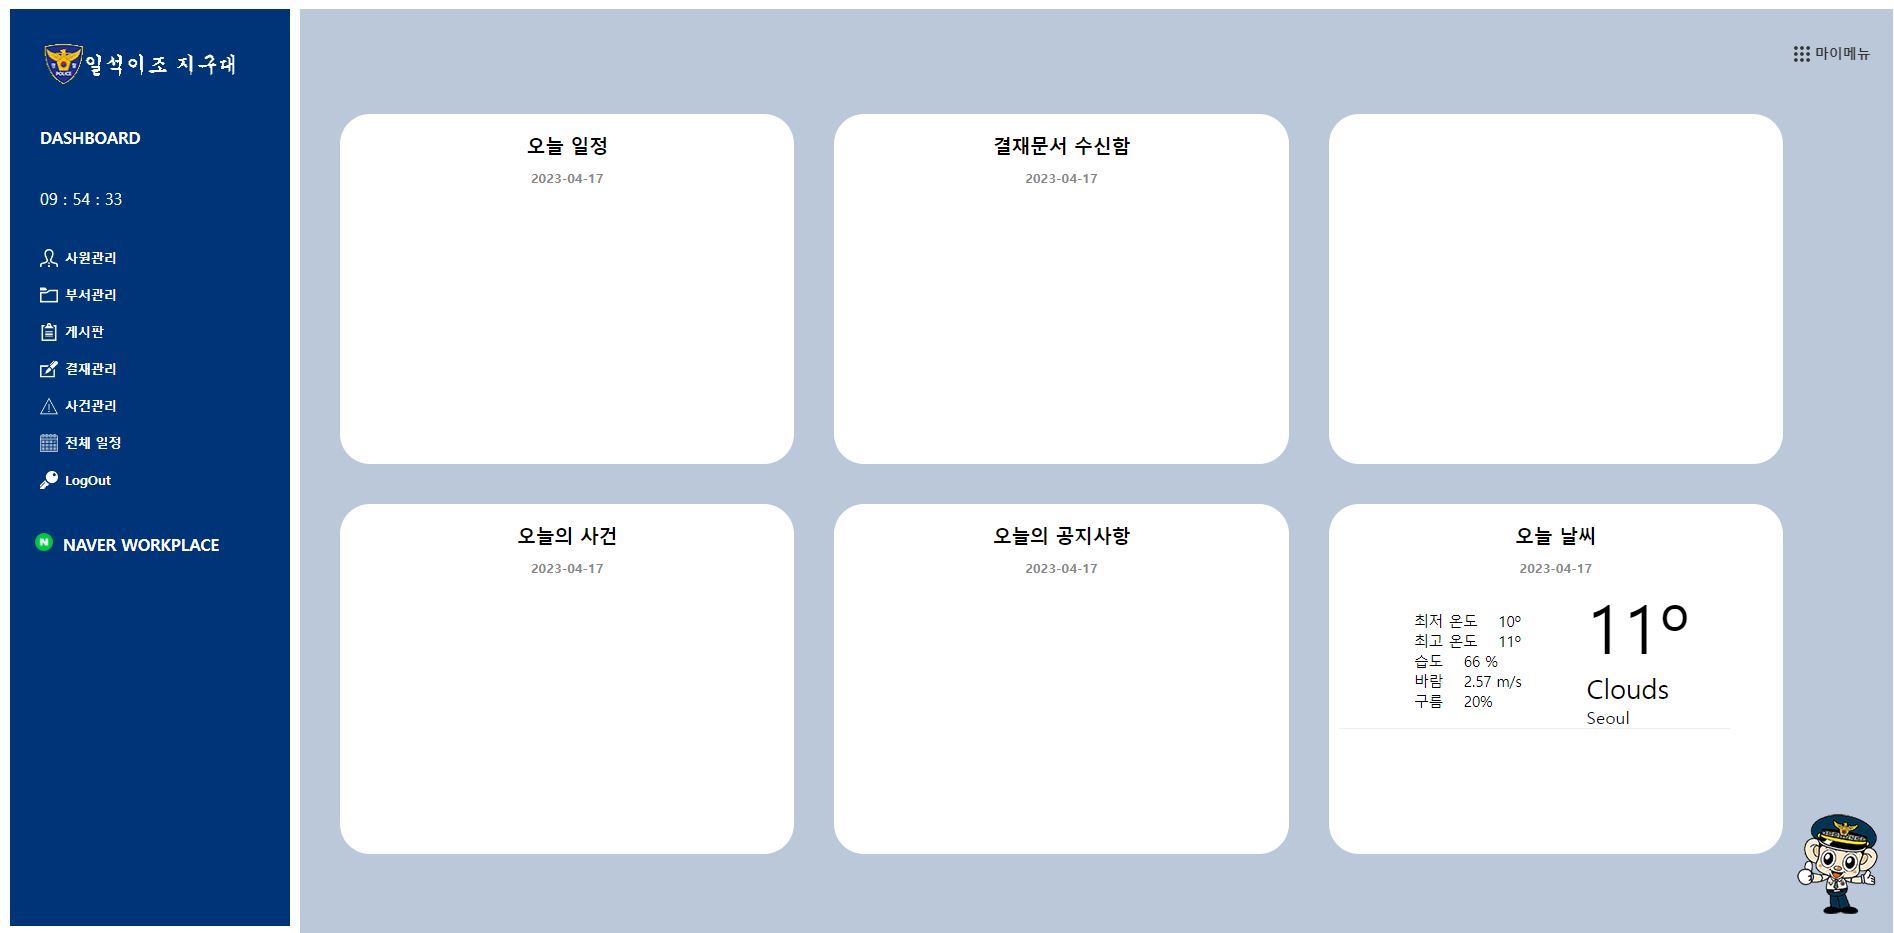 일석이조 지구대
POLICE
DASHBOARD
09 : 54 : 33
사원관리
부서관리
게시판
결재관리
사건관리
전체 일정
LogOut
N
NAVER WORKPLACE
마이메뉴
오늘 일정
2023-04-17
결재문서 수신함
2023-04-17
오늘의 사건
2023-04-17
오늘의 공지사항
2023-04-17
오늘 날씨
2023-04-17
최저 온도 10º
최고 온도 11º
습도 66 %
바람 2.57 m/s
구름 20%
11º
Clouds
Seoul